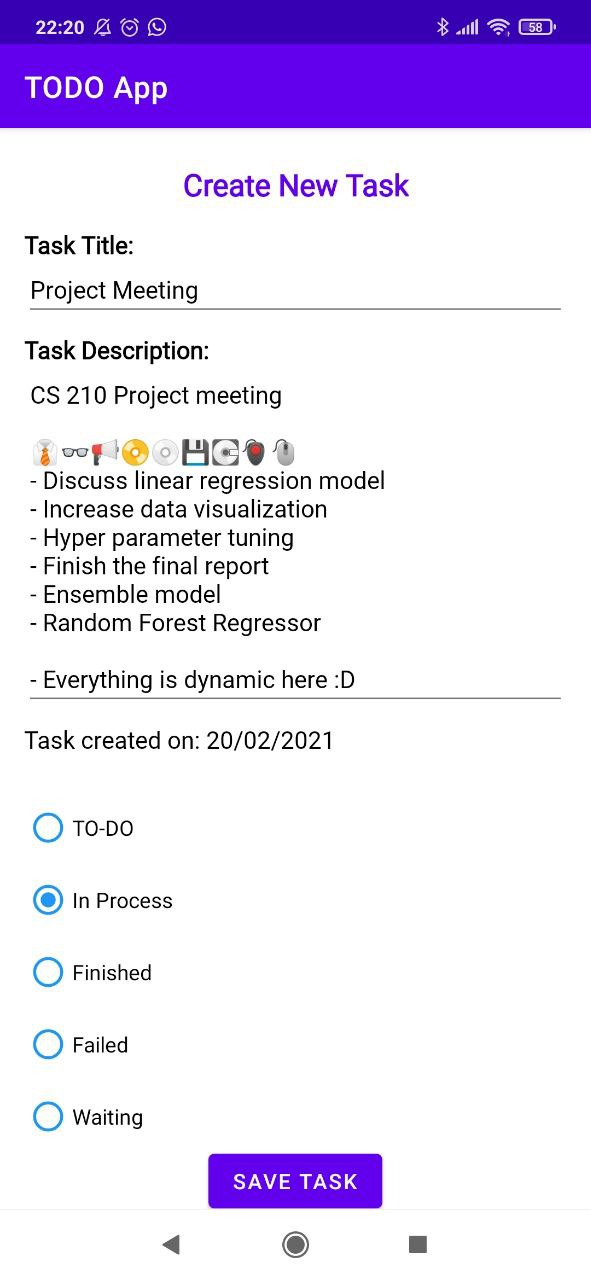 22:20
58
TODO App
Create New Task
Task Title:
Project Meeting
Task Description:
CS 210 Project meeting
👔🕶️📢📀💿💾💽🖲️🖱️
- Discuss linear regression model
- Increase data visualization
- Hyper parameter tuning
- Finish the final report
- Ensemble model
- Random Forest Regressor
- Everything is dynamic here :D
Task created on: 20/02/2021
TO-DO
In Process
Finished
Failed
Waiting
SAVE TASK